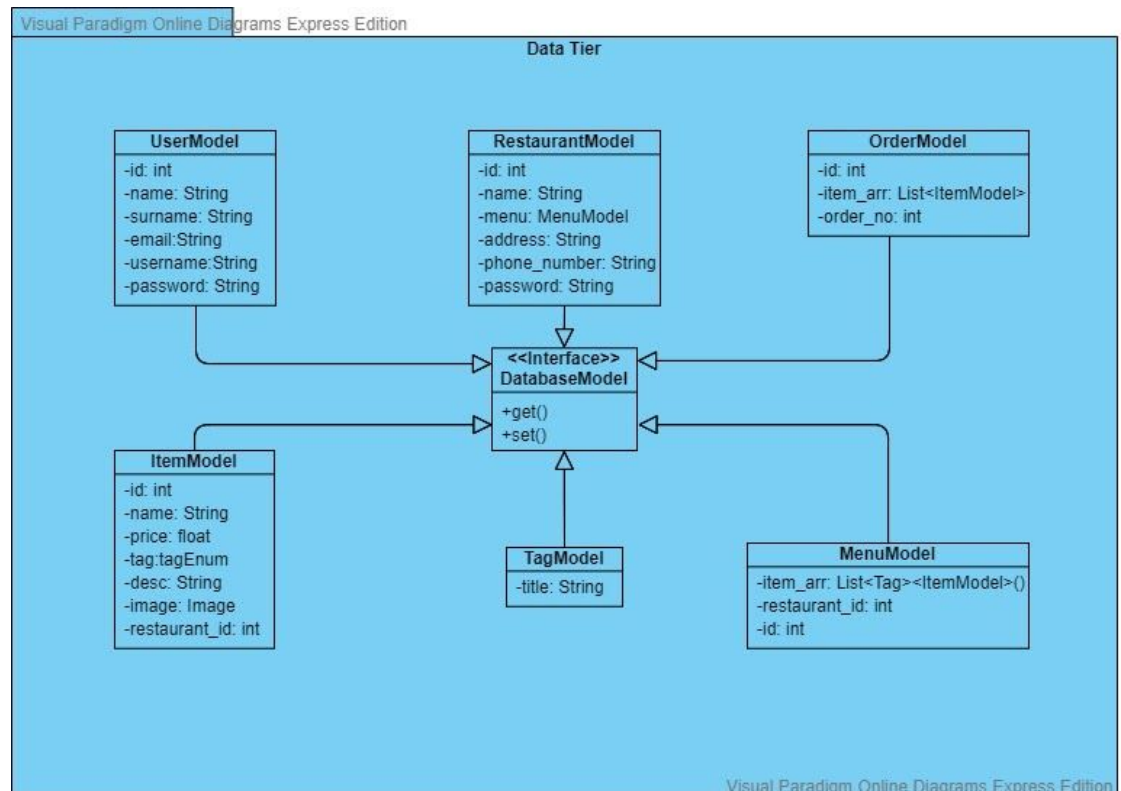 Visual Paradigm Online Diagrams Express Edition
Data Tier
UserModel
-id: int
-name: String
-surname: String
-email:String
-username:String
-password: String
RestaurantModel
-id: int
-name: String
-menu: MenuModel
-address: String
-phone_number: String
-password: String
OrderModel
-id: int
-item_arr: List<ItemModel>
-order_no: int
<<Interface>>
DatabaseModel
+get()
+set()
ItemModel
-id: int
-name: String
-price: float
-tag:tagEnum
-desc: String
-image: Image
-restaurant_id: int
TagModel
-title: String
MenuModel
-item_arr: List<Tag><ItemModel>()
-restaurant_id: int
-id: int
Visual Paradigm Online Diagrams Express Edition